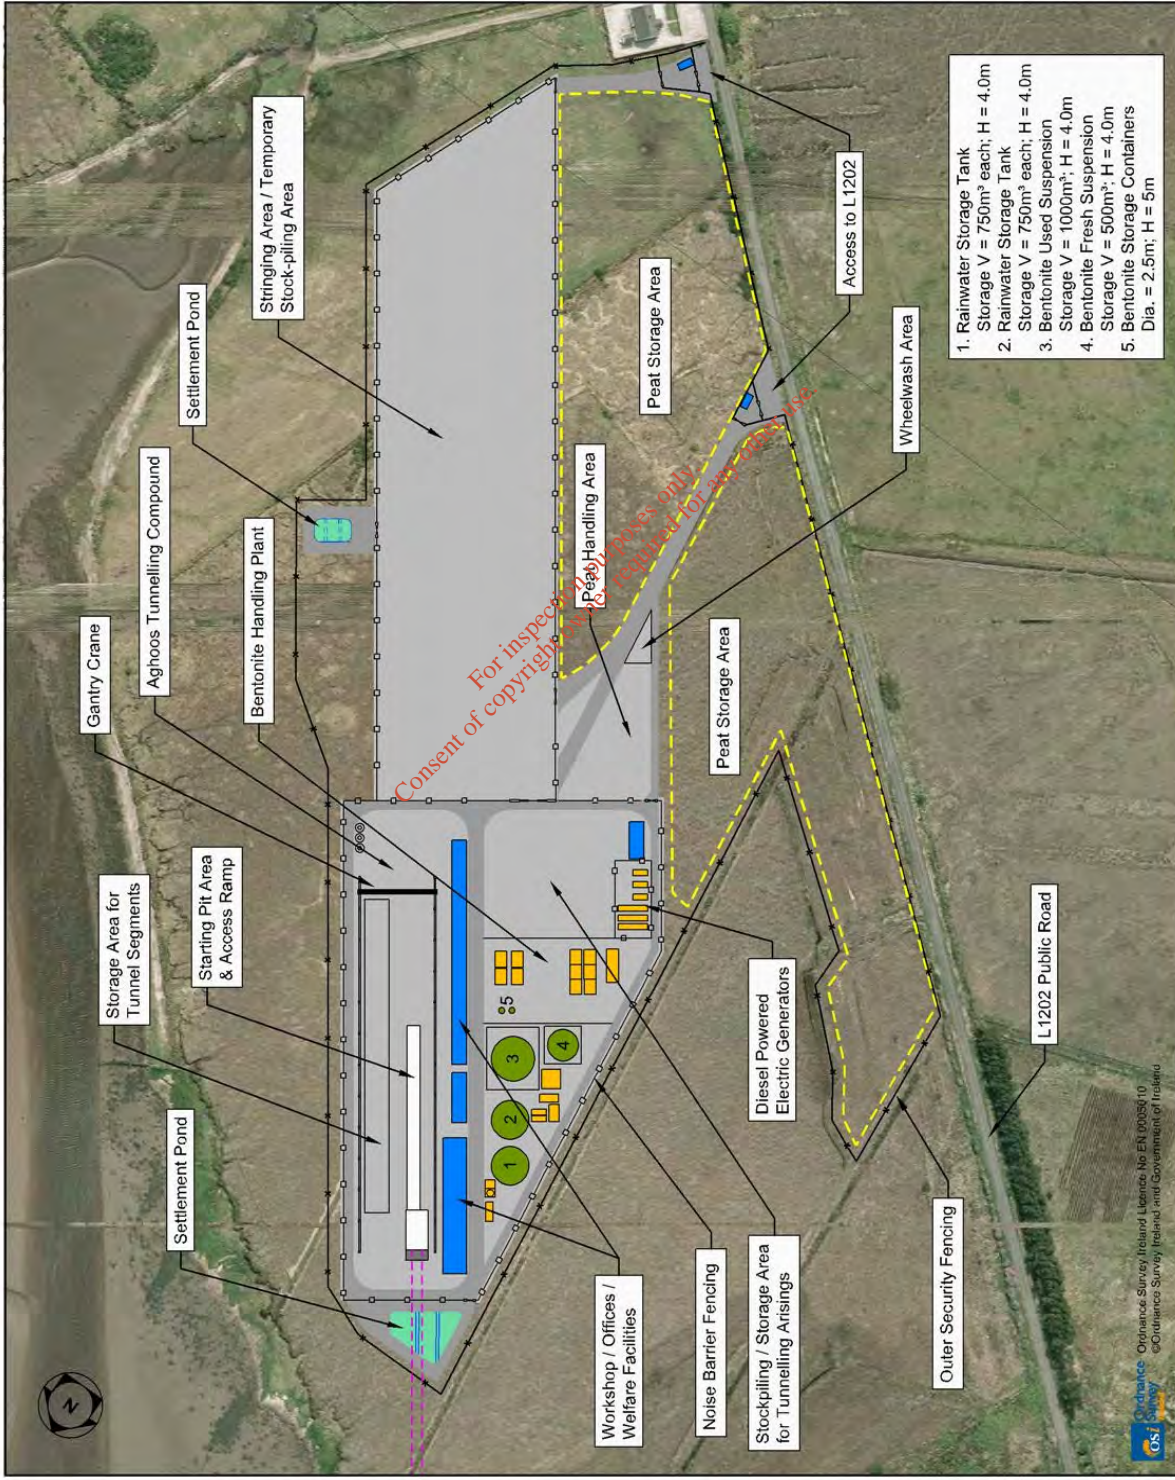 Settlement Pond
Storage Area for
Tunnel Segments
Starting Pit Area
& Access Ramp
Gantry Crane
Aghoos Tunnelling Compound
Bentonite Handling Plant
Settlement Pond
Stringing Area / Temporary
Stock-piling Area
N
1
2
3
4
5
Peat Handling Area
Peat Storage Area
Peat Storage Area
For inspection purposes only.
Consent of copyright owner required for any other use.
Workshop / Offices /
Welfare Facilities
Noise Barrier Fencing
Stockpiling / Storage Area
for Tunnelling Arisings
Diesel Powered
Electric Generators
Outer Security Fencing
L1202 Public Road
Wheelwash Area
Access to L1202
1. Rainwater Storage Tank
Storage V = 750m³ each; H = 4.0m
2. Rainwater Storage Tank
Storage V = 750m³ each; H = 4.0m
3. Bentonite Used Suspension
Storage V = 1000m³; H = 4.0m
4. Bentonite Fresh Suspension
Storage V = 500m³; H = 4.0m
5. Bentonite Storage Containers
Dia. = 2.5m; H = 5m
osi Ordnance
Survey
Ordnance Survey Ireland Licence No EN 0005010
©Ordnance Survey Ireland and Government of Ireland